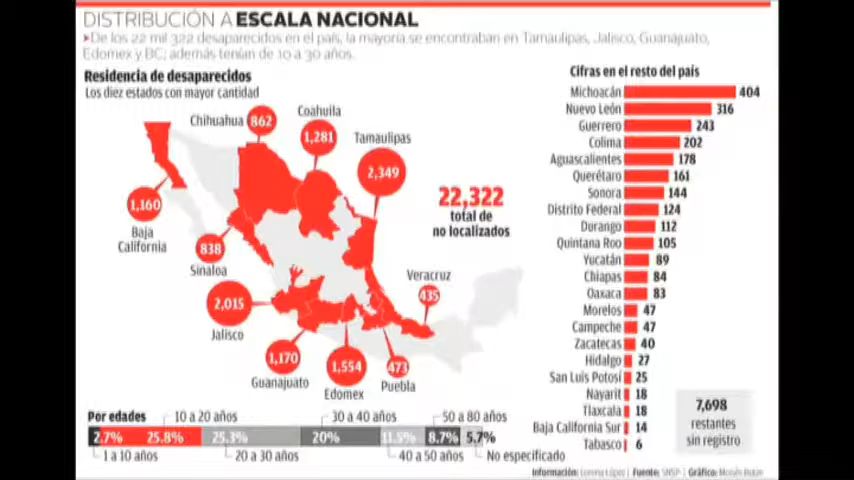 DISTRIBUCIÓN A ESCALA NACIONAL
De los 22 mil 322 desaparecidos en el país, la mayoría se encontraban en Tamaulipas, Jalisco, Guanajuato,
Edomex y BC; además tenían de 10 a 30 años.
Residencia de desaparecidos
Los diez estados con mayor cantidad
Chihuahua 862
Coahuila
1,281
Tamaulipas
2,349
1,160
Baja
California
838
Sinaloa
2,015
Jalisco
1,170
Guanajuato
1,554
Edomex
473
Puebla
Veracruz
435
22,322
total de
no localizados
Cifras en el resto del país
Michoacán 404
Nuevo León 316
Guerrero 243
Colima 202
Aguascalientes 178
Querétaro 161
Sonora 144
Distrito Federal 124
Durango 112
Quintana Roo 105
Yucatán 89
Chiapas 84
Oaxaca 83
Morelos 47
Campeche 47
Zacatecas 40
Hidalgo 27
San Luis Potosí 25
Nayarit 18
Tlaxcala 18
Baja California Sur 14
Tabasco 6
7,698
restantes
sin registro
Por edades
10 a 20 años
30 a 40 años
50 a 80 años
2.7% 25.8% 25.3% 20% 11.5% 8.7% 5.7%
1 a 10 años
20 a 30 años
40 a 50 años
No especificado
Información: Lorena López Fuente: SNSP Gráfico: Moisés